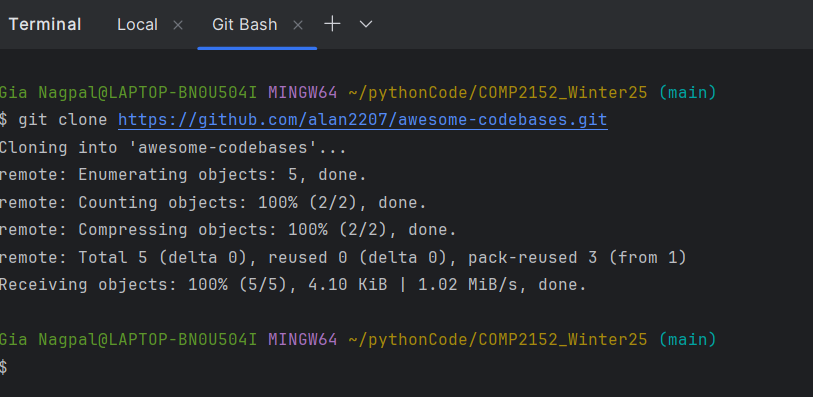 Terminal Local × Git Bash ×
Gia Nagpal@LAPTOP-BN0U504I MINGW64 ~/pythonCode/COMP2152_Winter25 (main)
$ git clone https://github.com/alan2207/awesome-codebases.git
Cloning into 'awesome-codebases'...
remote: Enumerating objects: 5, done.
remote: Counting objects: 100% (2/2), done.
remote: Compressing objects: 100% (2/2), done.
remote: Total 5 (delta 0), reused 0 (delta 0), pack-reused 3 (from 1)
Receiving objects: 100% (5/5), 4.10 KiB | 1.02 MiB/s, done.
Gia Nagpal@LAPTOP-BN0U504I MINGW64 ~/pythonCode/COMP2152_Winter25 (main)
$